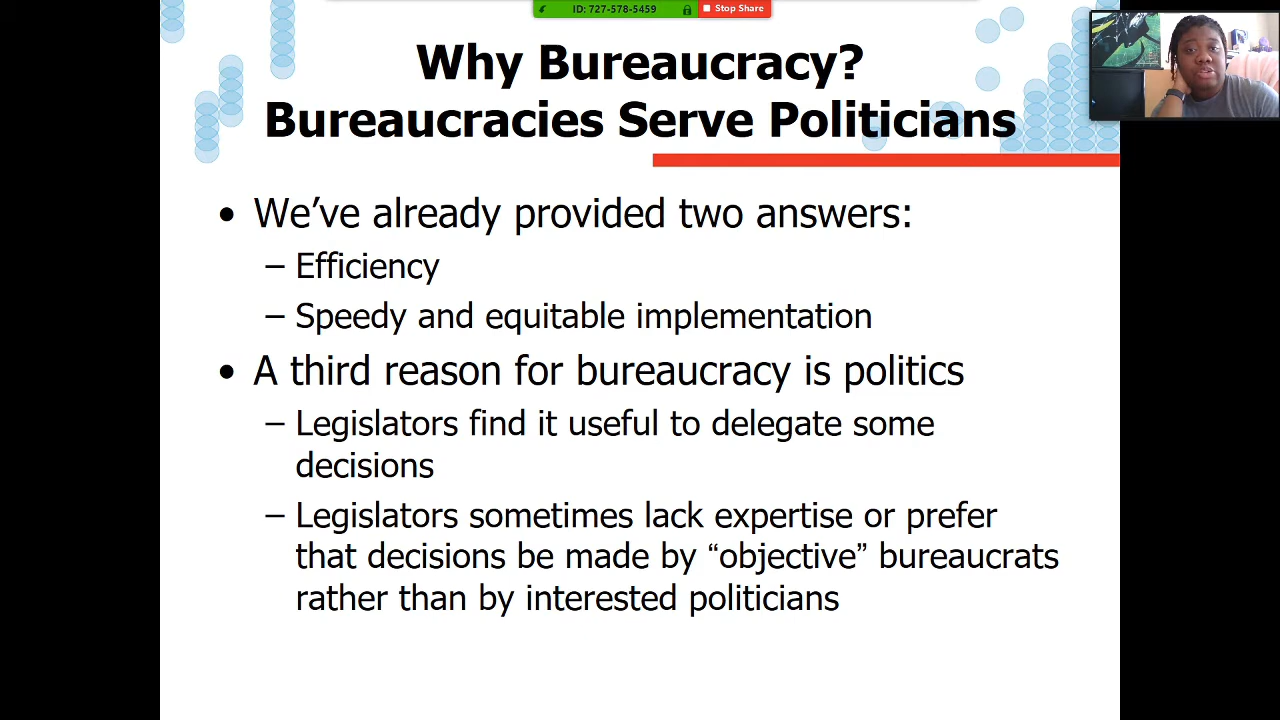 ID: 727-578-5459
Stop Share
Why Bureaucracy?
Bureaucracies Serve Politicians
• We’ve already provided two answers:
– Efficiency
– Speedy and equitable implementation
• A third reason for bureaucracy is politics
– Legislators find it useful to delegate some
decisions
– Legislators sometimes lack expertise or prefer
that decisions be made by “objective” bureaucrats
rather than by interested politicians